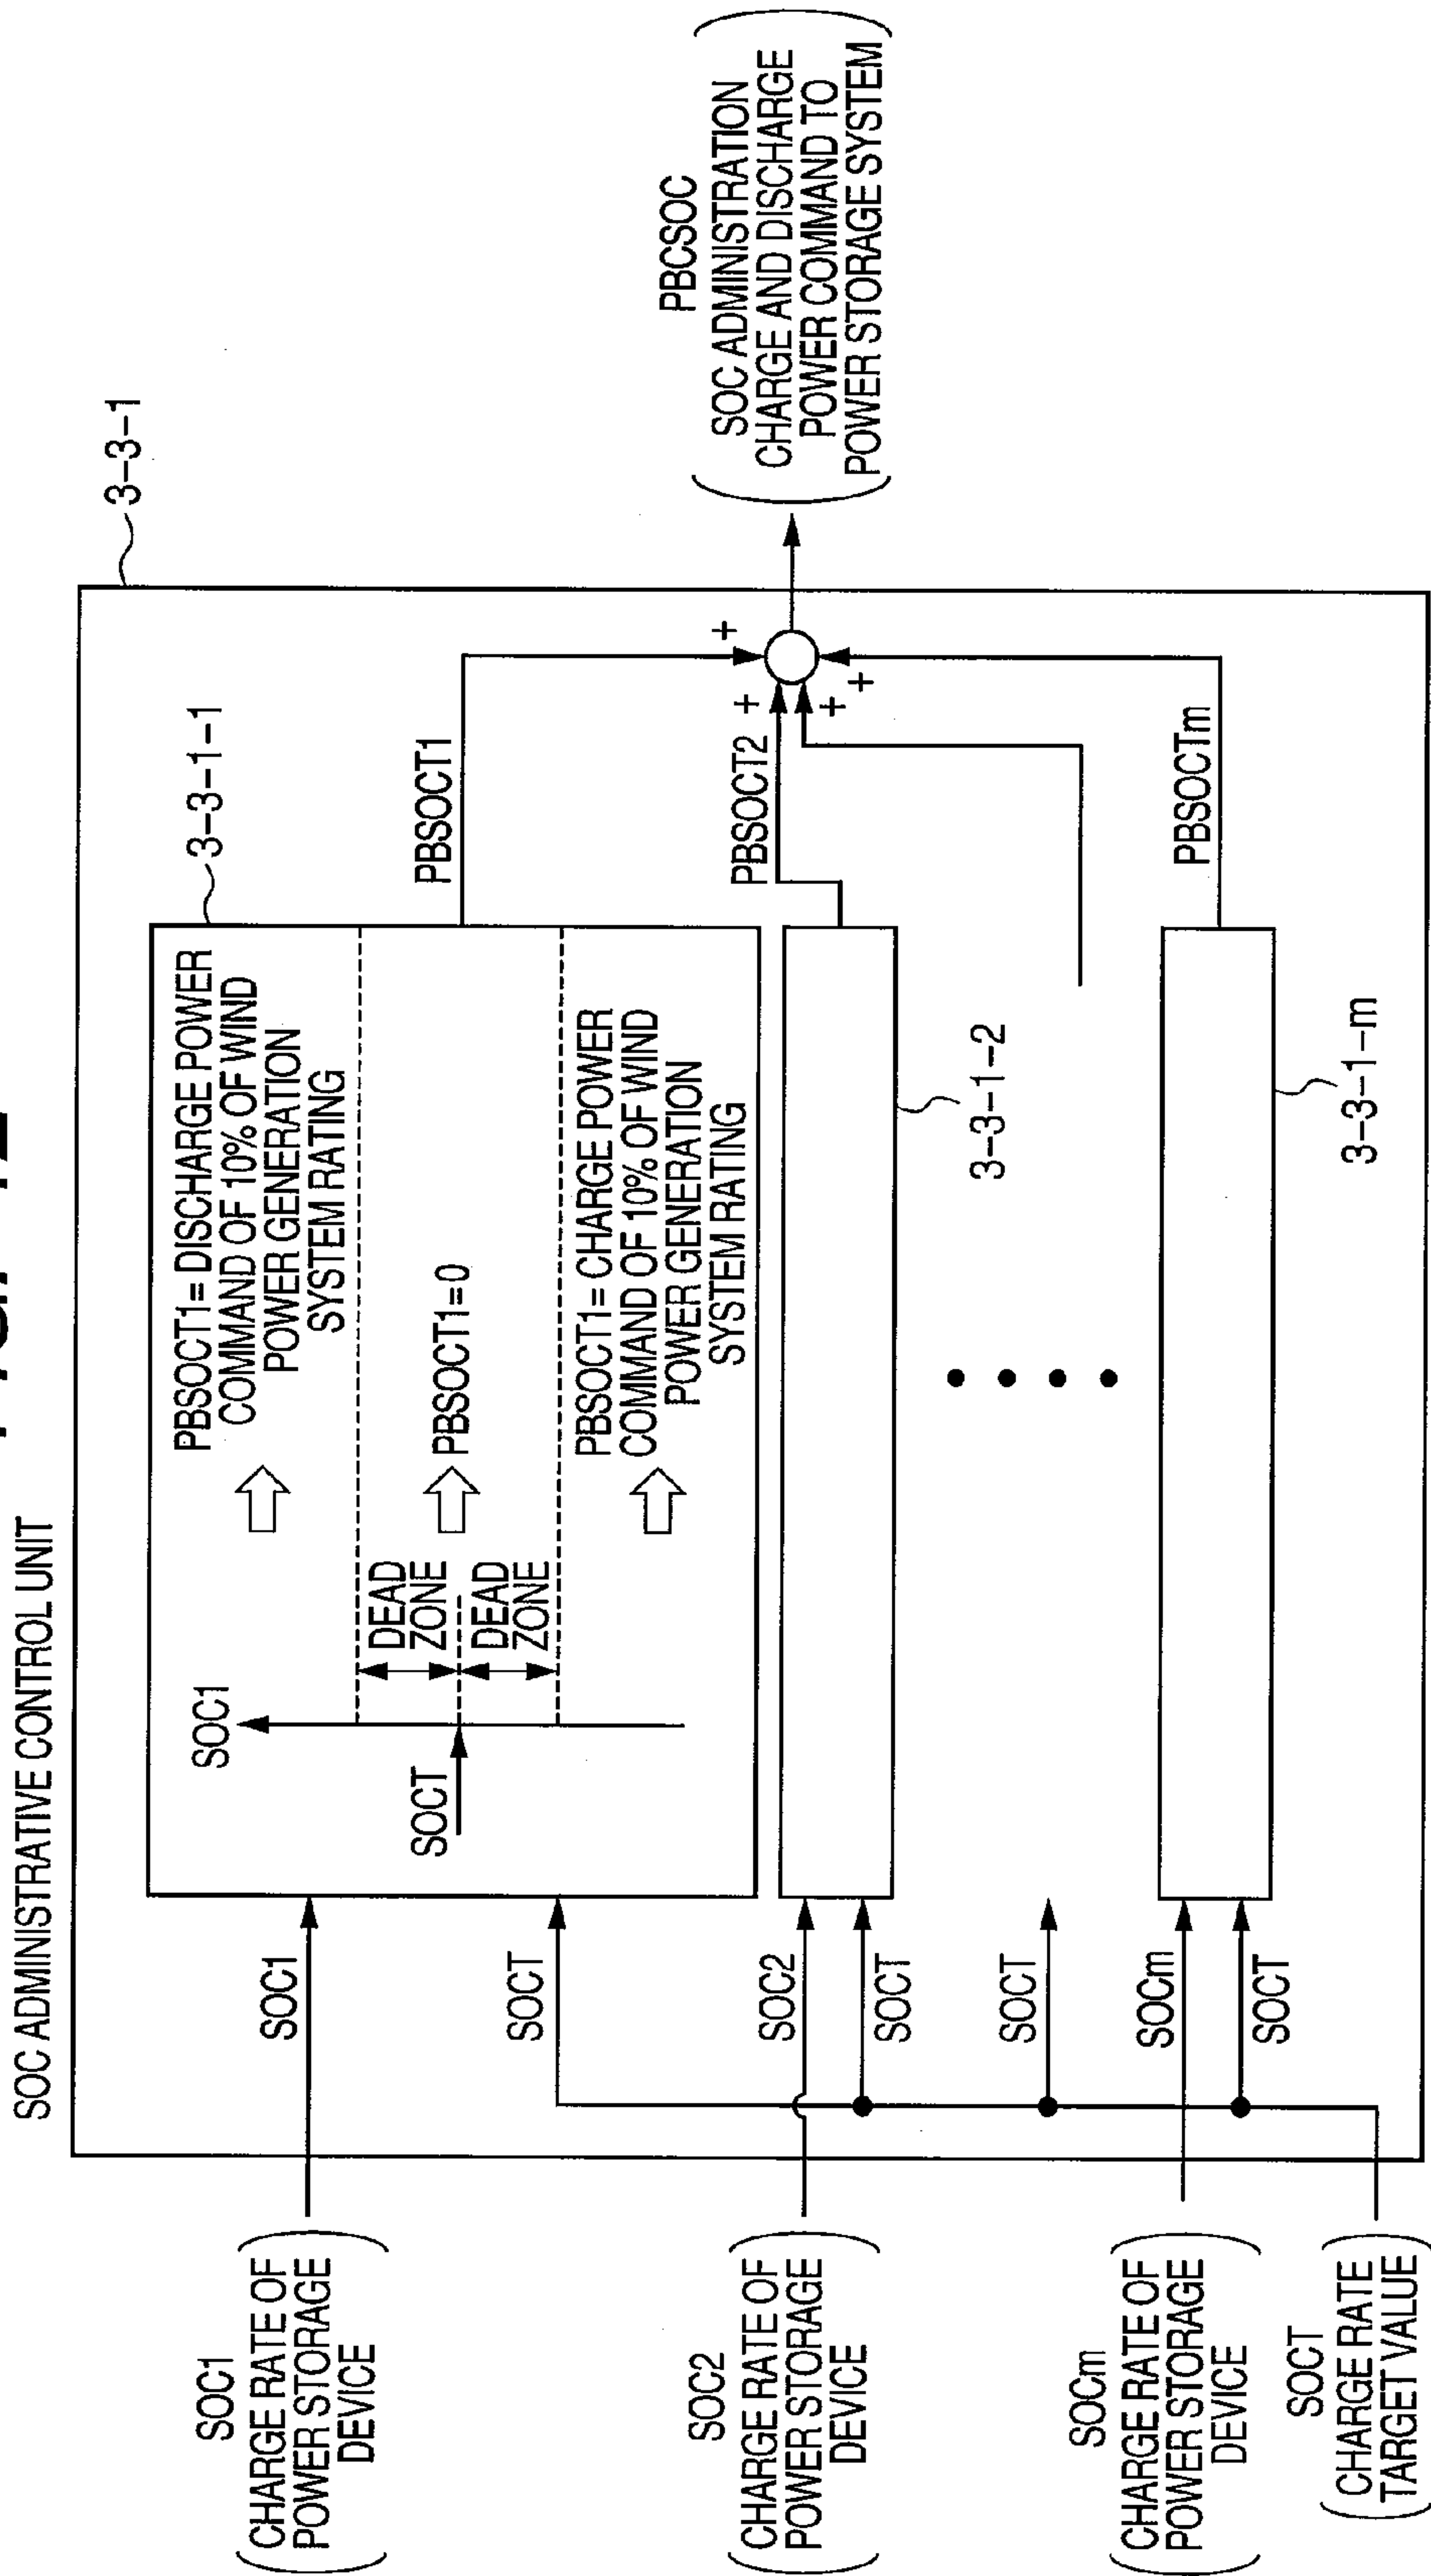 SOC ADMINISTRATIVE CONTROL UNIT
3-3-1
3-3-1-1
SOC1
(CHARGE RATE OF
POWER STORAGE
DEVICE)
SOC1
SOCT
SOC1
SOCT
DEAD
ZONE
DEAD
ZONE
PBSOCT1= DISCHARGE POWER
COMMAND OF 10% OF WIND
POWER GENERATION
SYSTEM RATING
PBSOCT1=0
PBSOCT1= CHARGE POWER
COMMAND OF 10% OF WIND
POWER GENERATION
SYSTEM RATING
PBSOCT1
+
SOC2
(CHARGE RATE OF
POWER STORAGE
DEVICE)
SOC2
SOCT
3-3-1-2
PBSOCT2
+
+
+
SOCT
SOCm
(CHARGE RATE OF
POWER STORAGE
DEVICE)
SOCm
SOCT
3-3-1-m
PBSOCTm
SOCT
(CHARGE RATE
TARGET VALUE)
PBCSOC
(SOC ADMINISTRATION
CHARGE AND DISCHARGE
POWER COMMAND TO
POWER STORAGE SYSTEM)